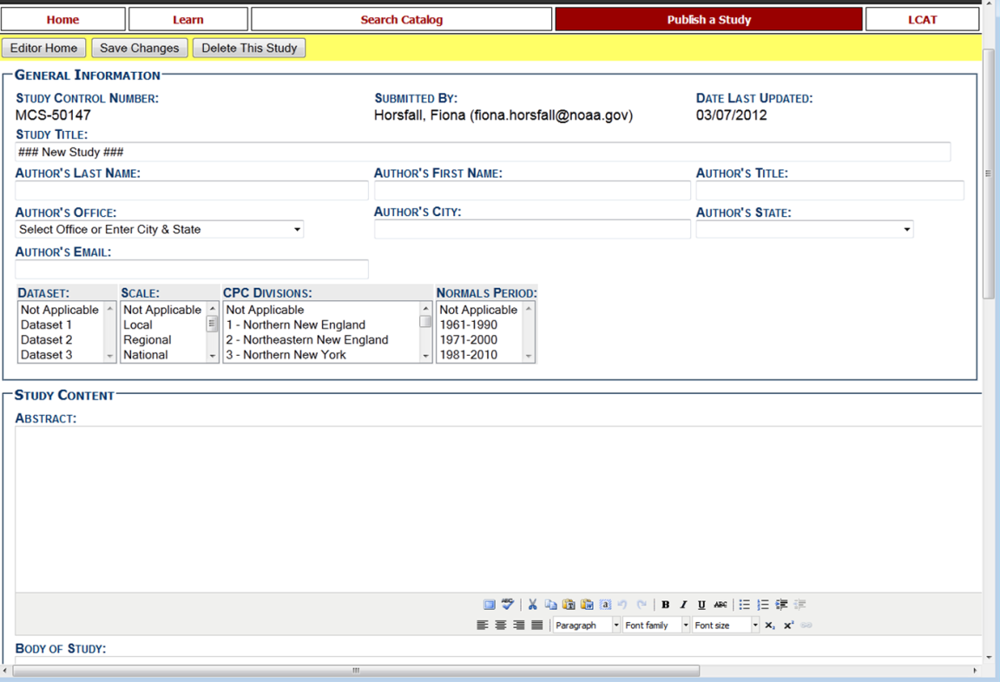 Home Learn Search Catalog Publish a Study LCAT
Editor Home Save Changes Delete This Study
GENERAL INFORMATION
STUDY CONTROL NUMBER: SUBMITTED BY: DATE LAST UPDATED:
MCS-50147 Horsfall, Fiona (fiona.horsfall@noaa.gov) 03/07/2012
STUDY TITLE:
### New Study ###
AUTHOR'S LAST NAME: AUTHOR'S FIRST NAME: AUTHOR'S TITLE:
AUTHOR'S OFFICE: AUTHOR'S CITY: AUTHOR'S STATE:
Select Office or Enter City & State
AUTHOR'S EMAIL:
DATASET: SCALE: CPC DIVISIONS: NORMALS PERIOD:
Not Applicable Not Applicable Not Applicable Not Applicable
Dataset 1 Local 1 - Northern New England 1961-1990
Dataset 2 Regional 2 - Northeastern New England 1971-2000
Dataset 3 National 3 - Northern New York 1981-2010
STUDY CONTENT
ABSTRACT:
ABC B I U ABC
Paragraph Font family Font size x₂ x²
BODY OF STUDY: